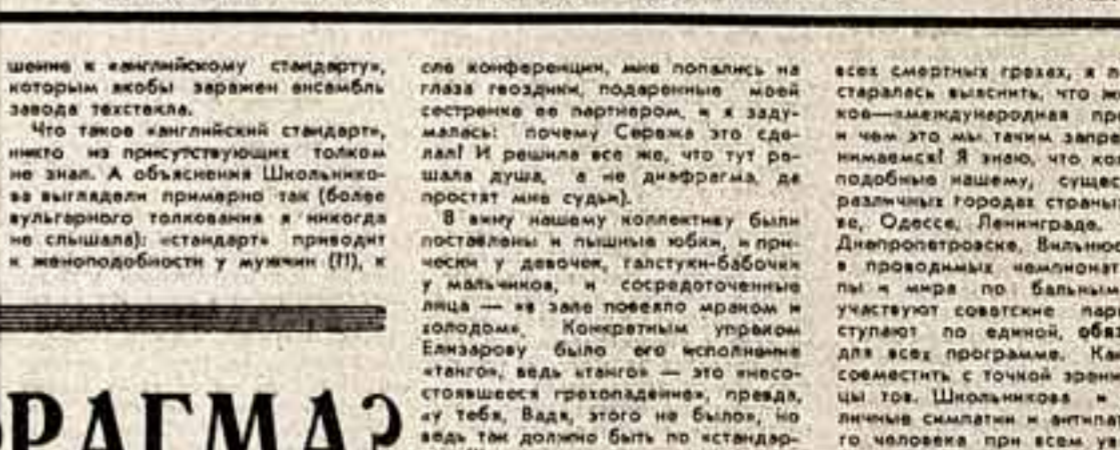 шение к «английскому стандарту»,
которым якобы заражен ансамбль
завода техстекла.
Что такое «английский стандарт»,
никто из присутствующих толком
не знал. А объяснения Школьнико-
ва выглядели примерно так (более
вульгарного толкования я никогда
не слышала): «стандарт» приводит
к женоподобности у мужчин (!!), к
РАГМА?
сле конференции, мне попались на
глаза гвоздики, подаренные моей
сестренке ее партнером, и я заду-
малась: почему Сережа это сде-
лал? И решила все же, что тут ре-
шала душа, а не диафрагма, да
простят мне судьи).
В вину нашему коллективу были
поставлены и пышные юбки, и при-
чески у девочек, галстуки-бабочки
у мальчиков, и сосредоточенные
лица — «в зале повеяло мраком и
холодом». Конкретным упреком
Елизарову было его исполнение
«танго», ведь «танго» — это «несо-
стоявшееся грехопадение», правда,
«у тебя, Вадя, этого не было», но
ведь так должно быть по «стандар-
всех смертных грехах, я п
старалась выяснить, что ж
ков—«международная пр
и чем это мы таким запр
нимаемся! Я знаю, что ко
подобные нашему, сущес
различных городах страны
ве, Одессе, Ленинграде,
Днепропетровске, Вильнюс
в проводимых чемпионат
пы и мира по бальным
участвуют советские пар
ступают по единой, обяз
для всех программе. Ка
совместить с точкой зрени
цы тов. Школьникова и
личные симпатии и антипат
го человека при всем ув